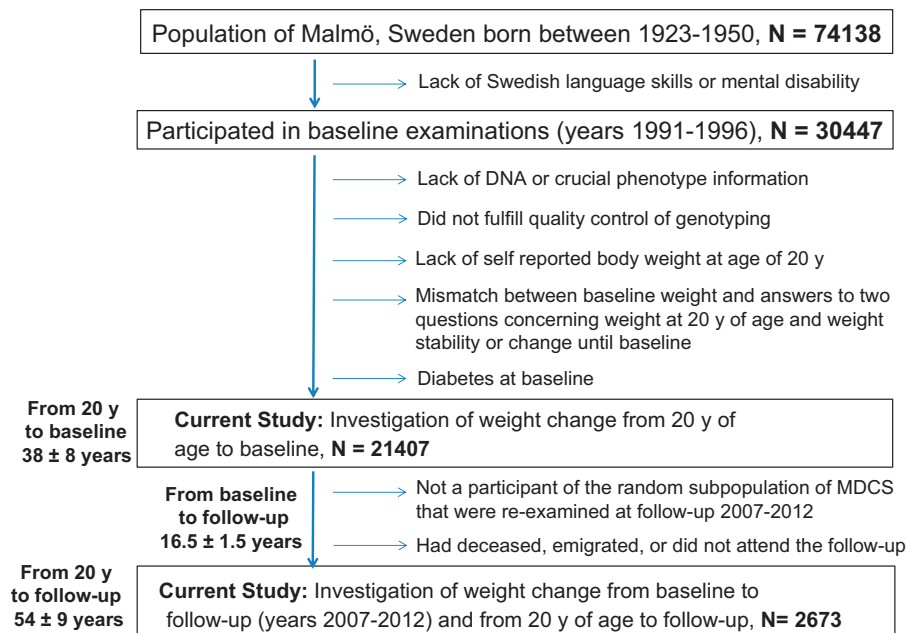 Population of Malmö, Sweden born between 1923-1950, N = 74138
Lack of Swedish language skills or mental disability
Participated in baseline examinations (years 1991-1996), N = 30447
Lack of DNA or crucial phenotype information
Did not fulfill quality control of genotyping
Lack of self reported body weight at age of 20 y
Mismatch between baseline weight and answers to two
questions concerning weight at 20 y of age and weight
stability or change until baseline
Diabetes at baseline
From 20 y
to baseline
38 ± 8 years
Current Study: Investigation of weight change from 20 y of
age to baseline, N = 21407
From baseline
to follow-up
16.5 ± 1.5 years
Not a participant of the random subpopulation of MDCS
that were re-examined at follow-up 2007-2012
Had deceased, emigrated, or did not attend the follow-up
From 20 y
to follow-up
54 ± 9 years
Current Study: Investigation of weight change from baseline to
follow-up (years 2007-2012) and from 20 y of age to follow-up, N= 2673